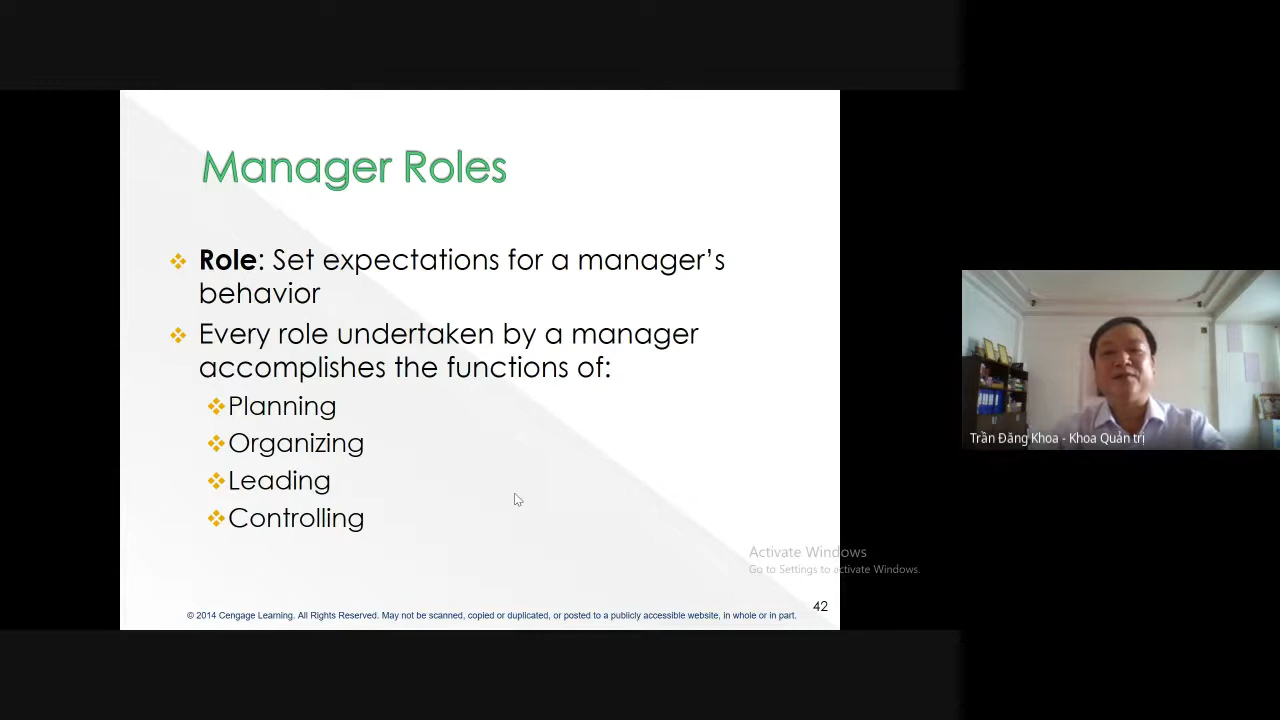 Manager Roles
Role: Set expectations for a manager’s
behavior
Every role undertaken by a manager
accomplishes the functions of:
Planning
Organizing
Leading
Controlling
Activate Windows
Go to Settings to activate Windows.
42
© 2014 Cengage Learning. All Rights Reserved. May not be scanned, copied or duplicated, or posted to a publicly accessible website, in whole or in part.
Trần Đăng Khoa - Khoa Quản trị